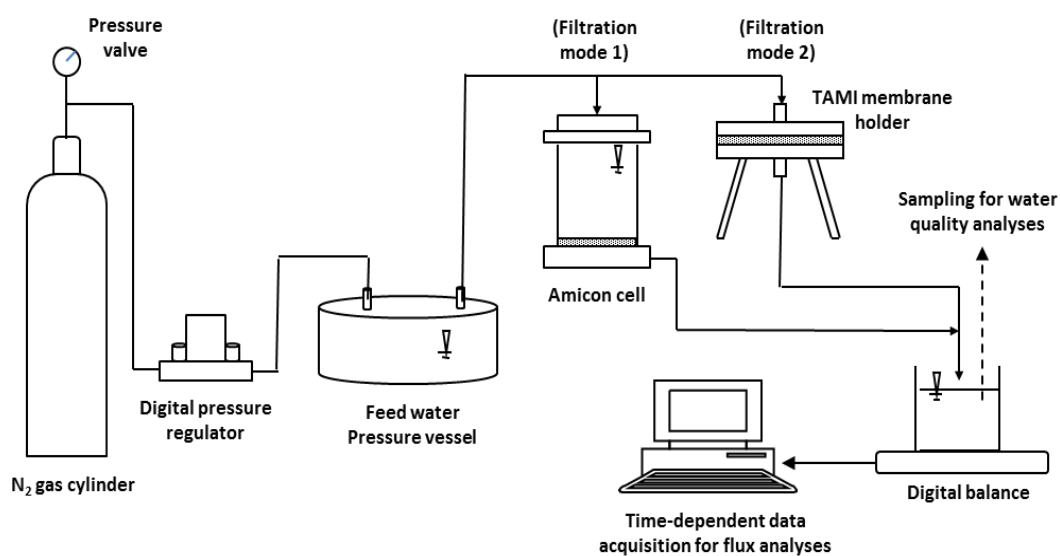 Pressure
valve
(Filtration
mode 1)
(Filtration
mode 2)
TAMI membrane
holder
Sampling for water
quality analyses
Amicon cell
Digital pressure
regulator
Feed water
Pressure vessel
N₂ gas cylinder
Digital balance
Time-dependent data
acquisition for flux analyses